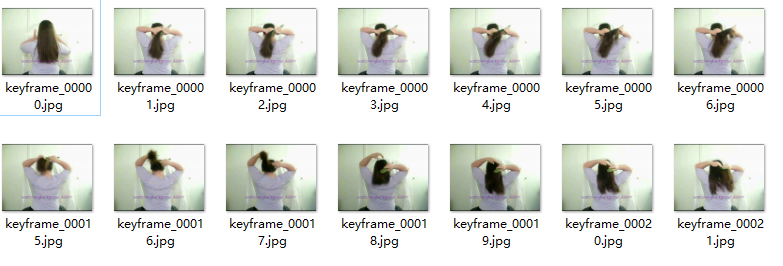 keyframe_0000
0.jpg
keyframe_0000
1.jpg
keyframe_0000
2.jpg
keyframe_0000
3.jpg
keyframe_0000
4.jpg
keyframe_0000
5.jpg
keyframe_0000
6.jpg
keyframe_0001
5.jpg
keyframe_0001
6.jpg
keyframe_0001
7.jpg
keyframe_0001
8.jpg
keyframe_0001
9.jpg
keyframe_0002
0.jpg
keyframe_0002
1.jpg